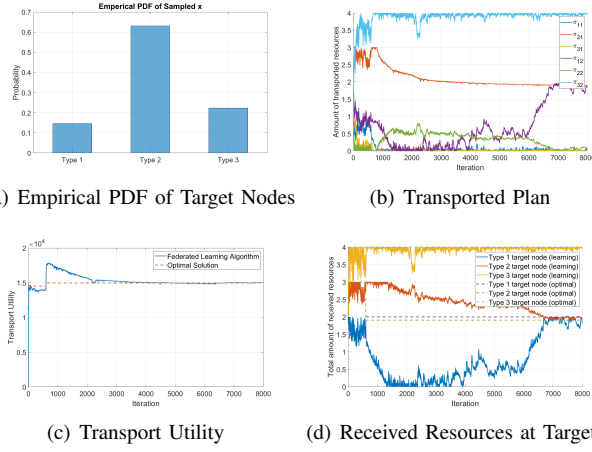 Emperical PDF of Sampled x
0.7
0.6
0.5
0.4
0.3
0.2
0.1
0
Probability
Type 1
Type 2
Type 3
) Empirical PDF of Target Nodes
4
3.5
3
2.5
2
1.5
1
0.5
0
Amount of transported resources
0 1000 2000 3000 4000 5000 6000 7000 8000
Iteration
π11
π21
π31
π12
π22
π32
(b) Transported Plan
×10^4
2
1.5
1
0.5
0
Transport Utility
0 1000 2000 3000 4000 5000 6000 7000 8000
Iteration
Federated Learning Algorithm
Optimal Solution
(c) Transport Utility
4
3.5
3
2.5
2
1.5
1
0.5
0
Total amount of received resources
0 1000 2000 3000 4000 5000 6000 7000 8000
Iteration
Type 1 target node (learning)
Type 2 target node (learning)
Type 3 target node (learning)
Type 1 target node (optimal)
Type 2 target node (optimal)
Type 3 target node (optimal)
(d) Received Resources at Target